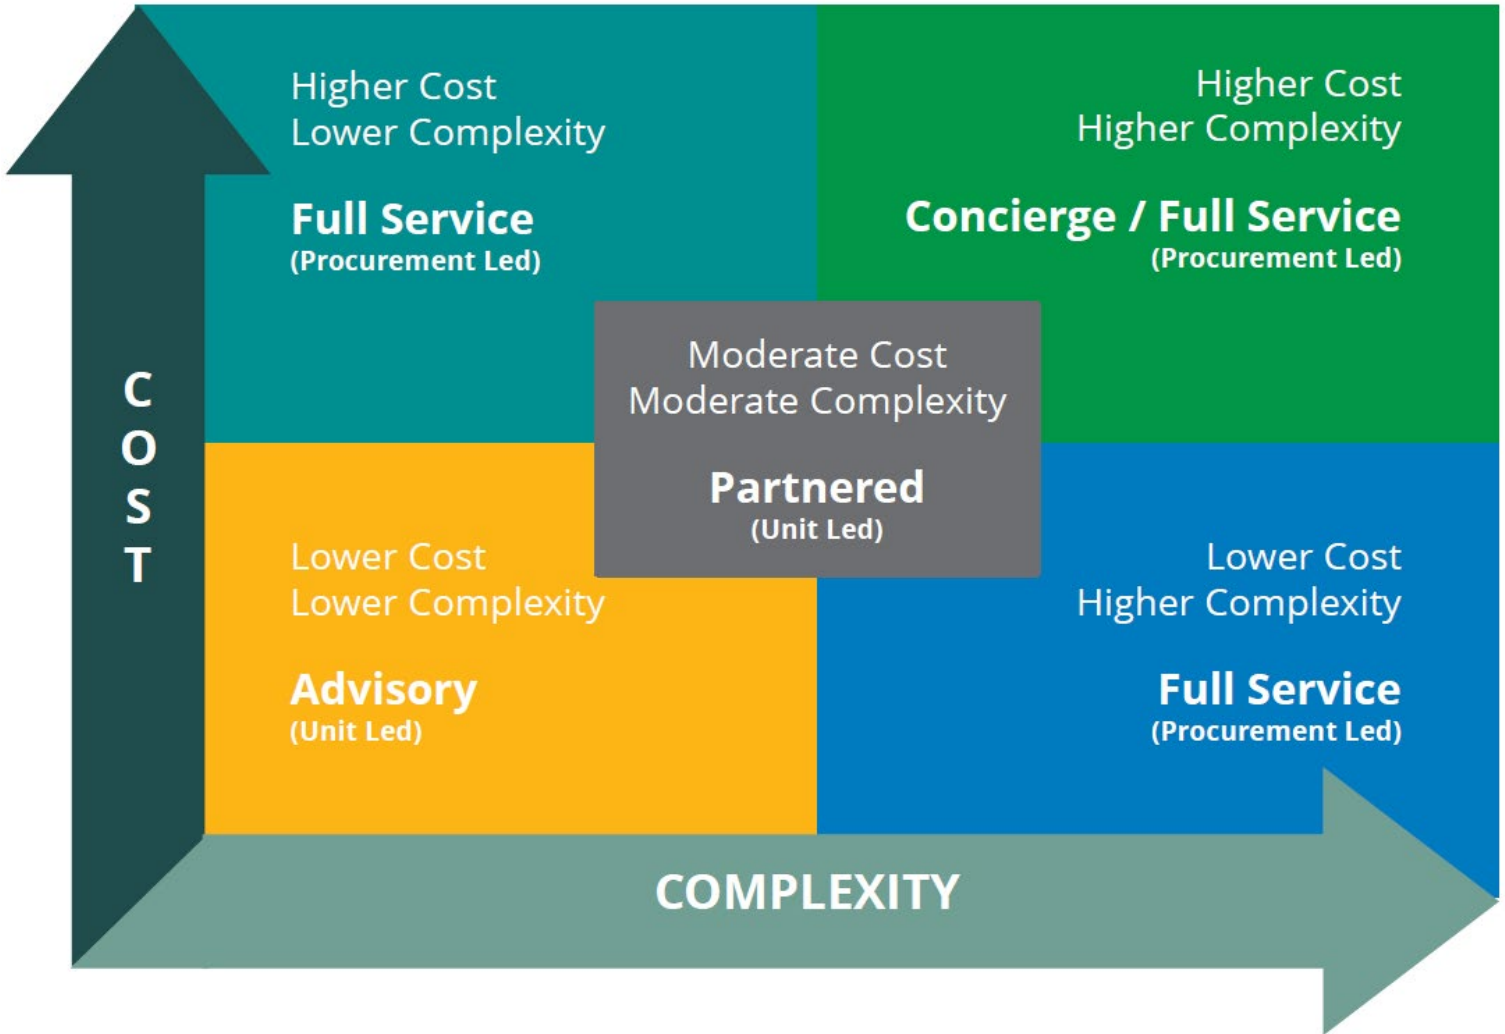 Higher Cost
Lower Complexity
Full Service
(Procurement Led)
Higher Cost
Higher Complexity
Concierge / Full Service
(Procurement Led)
Moderate Cost
Moderate Complexity
Partnered
(Unit Led)
COST
Lower Cost
Lower Complexity
Advisory
(Unit Led)
Lower Cost
Higher Complexity
Full Service
(Procurement Led)
COMPLEXITY